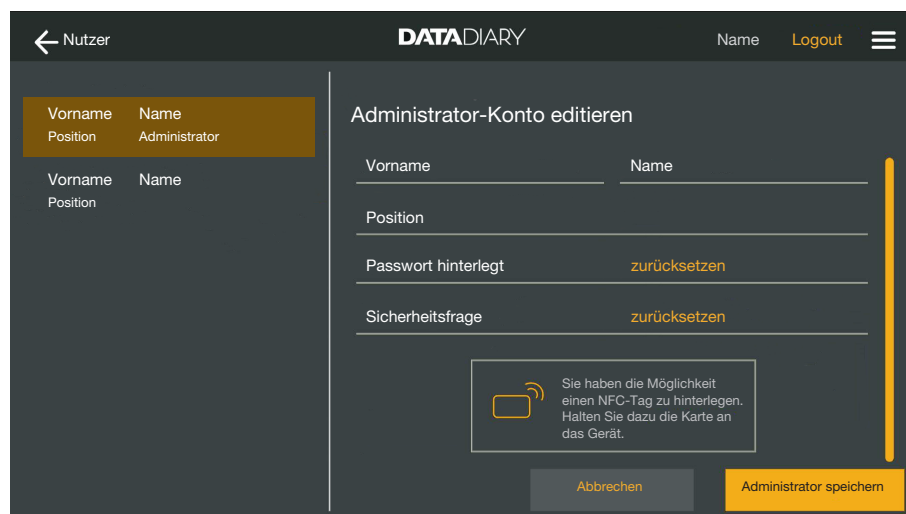 Nutzer
DATADIARY
Name Logout
Vorname Name
Position Administrator
Vorname Name
Position
Administrator-Konto editieren
Vorname Name
Position
Passwort hinterlegt zurücksetzen
Sicherheitsfrage zurücksetzen
Sie haben die Möglichkeit
einen NFC-Tag zu hinterlegen.
Halten Sie dazu die Karte an
das Gerät.
Abbrechen Administrator speichern